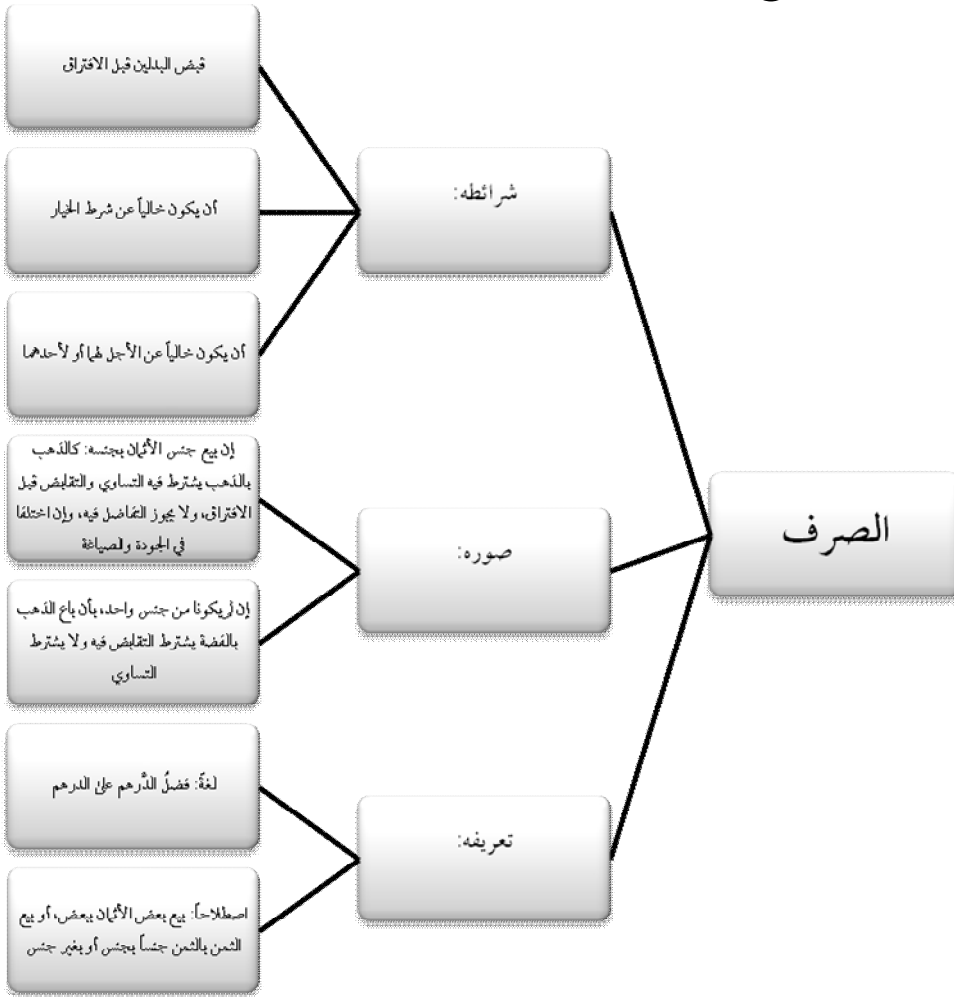 الصرف
شرائطه:
قبض البدلين قبل الافتراق
أن يكون خالياً عن شرط الخيار
أن يكون خالياً عن الأجل لهما أو لأحدهما
صوره:
إن بيع جنس الأثمان بجنسه: كالذهب
بالذهب يشترط فيه التساوي والتقابض قبل
الافتراق، ولا يجوز التفاضل فيه، وإن اختلفا
في الجودة والصياغة
إن لم يكونا من جنس واحد، بأن باع الذهب
بالفضة يشترط التقابض فيه ولا يشترط
التساوي
تعريفه:
لغةً: فضلُ الدَّرهم على الدرهم
اصطلاحاً: بيع بعض الأثمان ببعض، أو بيع
الثمن بالثمن جنساً بجنس أو بغير جنس